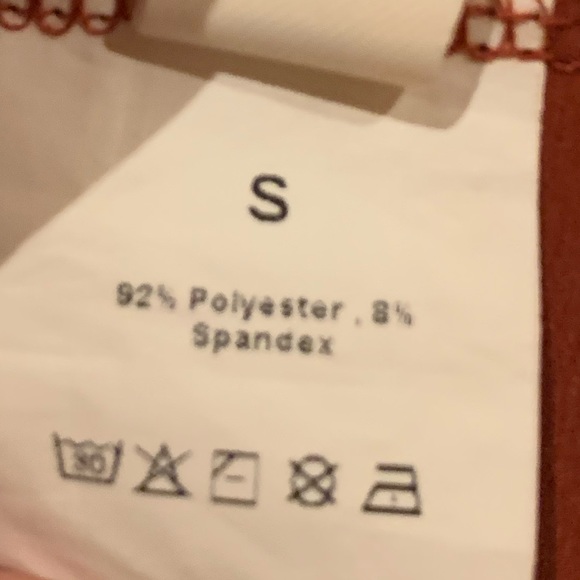 S
92% Polyester , 8%
Spandex
30